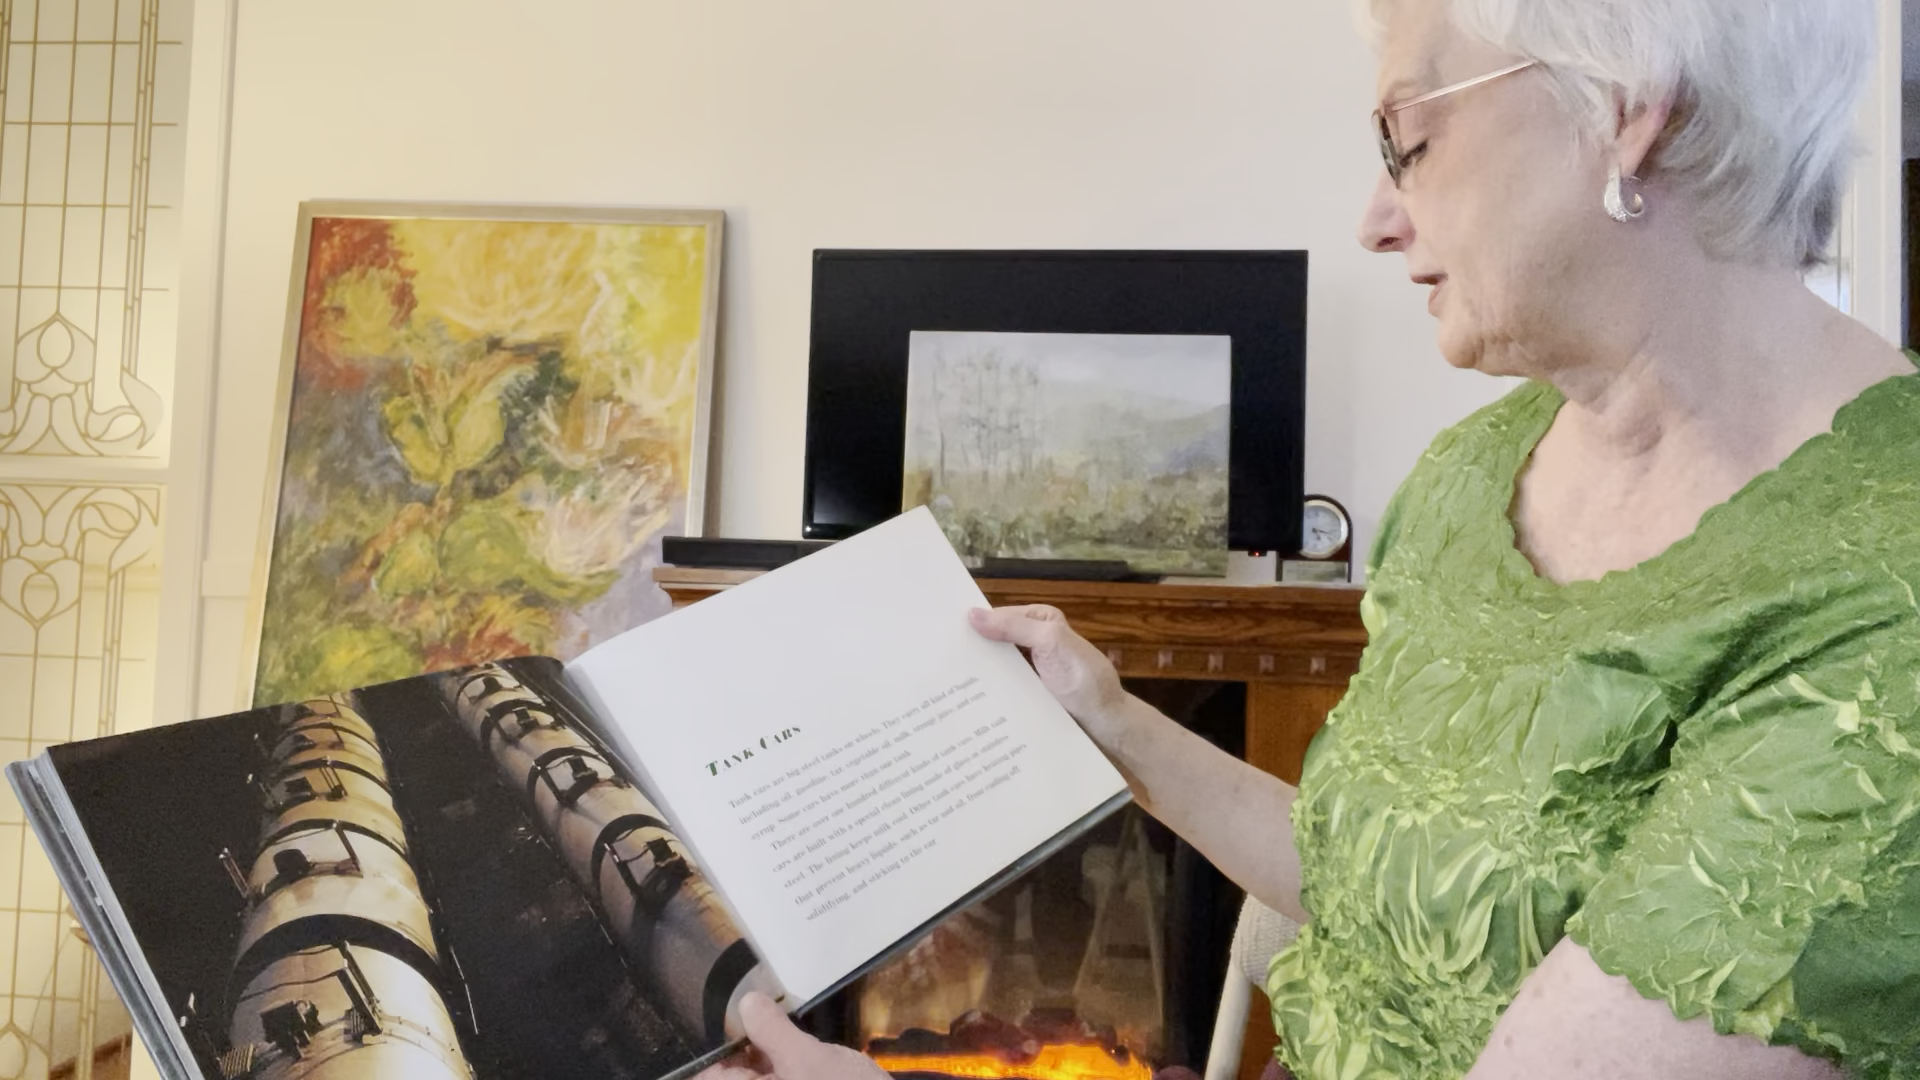 TANK CARS
Tank cars are big steel tanks on wheels. They carry all kind of liquids,
including oil, gasoline, tar, vegetable oil, milk, orange juice, and corn
syrup. Some cars have more than one tank.
There are over one hundred different kinds of tank cars. Milk tank
cars are built with a special clean lining made of glass or stainless
steel. The lining keeps milk cool. Other tank cars have heating pipes
that prevent heavy liquids, such as tar and oil, from cooling off,
solidifying, and sticking to the car.